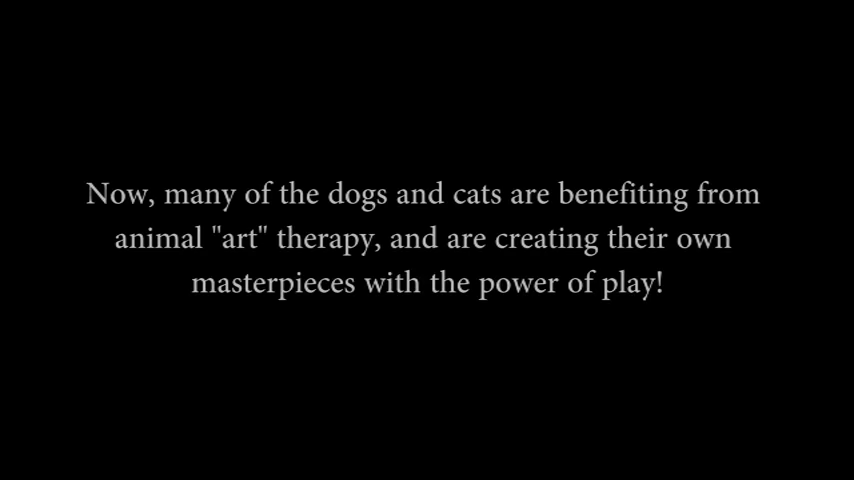 Now, many of the dogs and cats are benefiting from
animal "art" therapy, and are creating their own
masterpieces with the power of play!